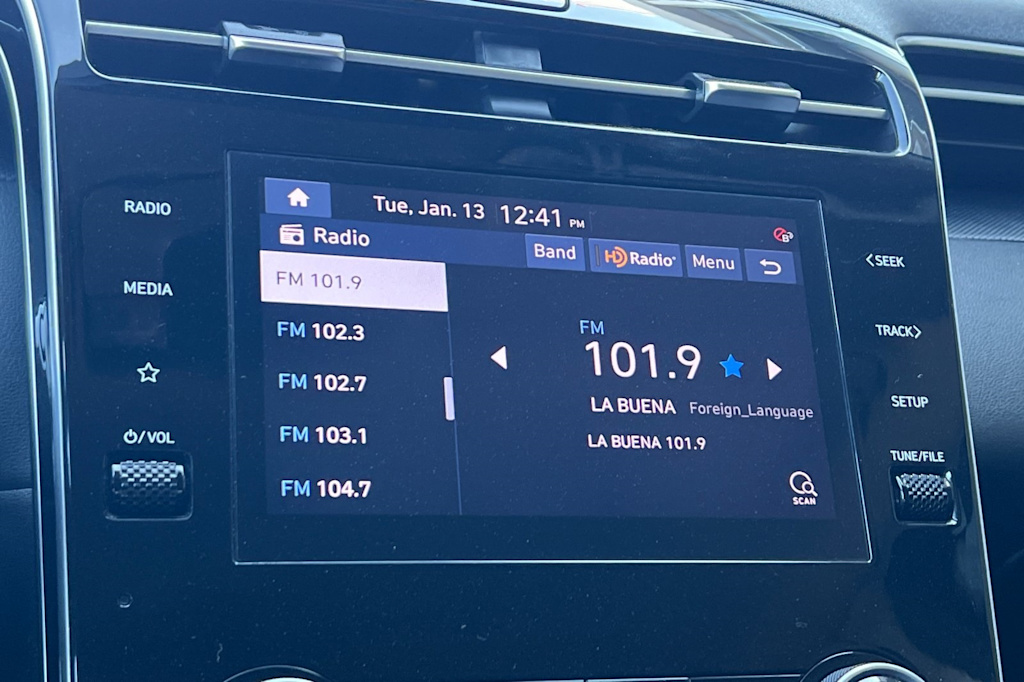 RADIO
MEDIA
/VOL
Tue, Jan. 13 12:41 PM
B
Radio
Band
HD Radio
Menu
FM 101.9
FM 102.3
FM 102.7
FM 103.1
FM 104.7
FM
101.9
LA BUENA Foreign_Language
LA BUENA 101.9
SCAN
<SEEK
TRACK>
SETUP
TUNE/FILE